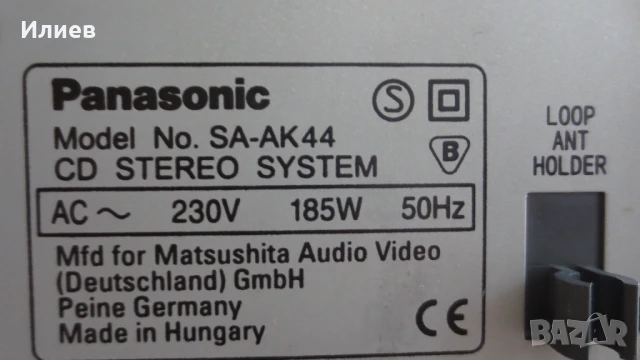 Илиев
Panasonic
S
Model No. SA-AK44
B
CD STEREO SYSTEM
AC ~ 230V 185W 50Hz
Mfd for Matsushita Audio Video
(Deutschland) GmbH
Peine Germany
Made in Hungary
CE
LOOP
ANT
HOLDER
BAZAR